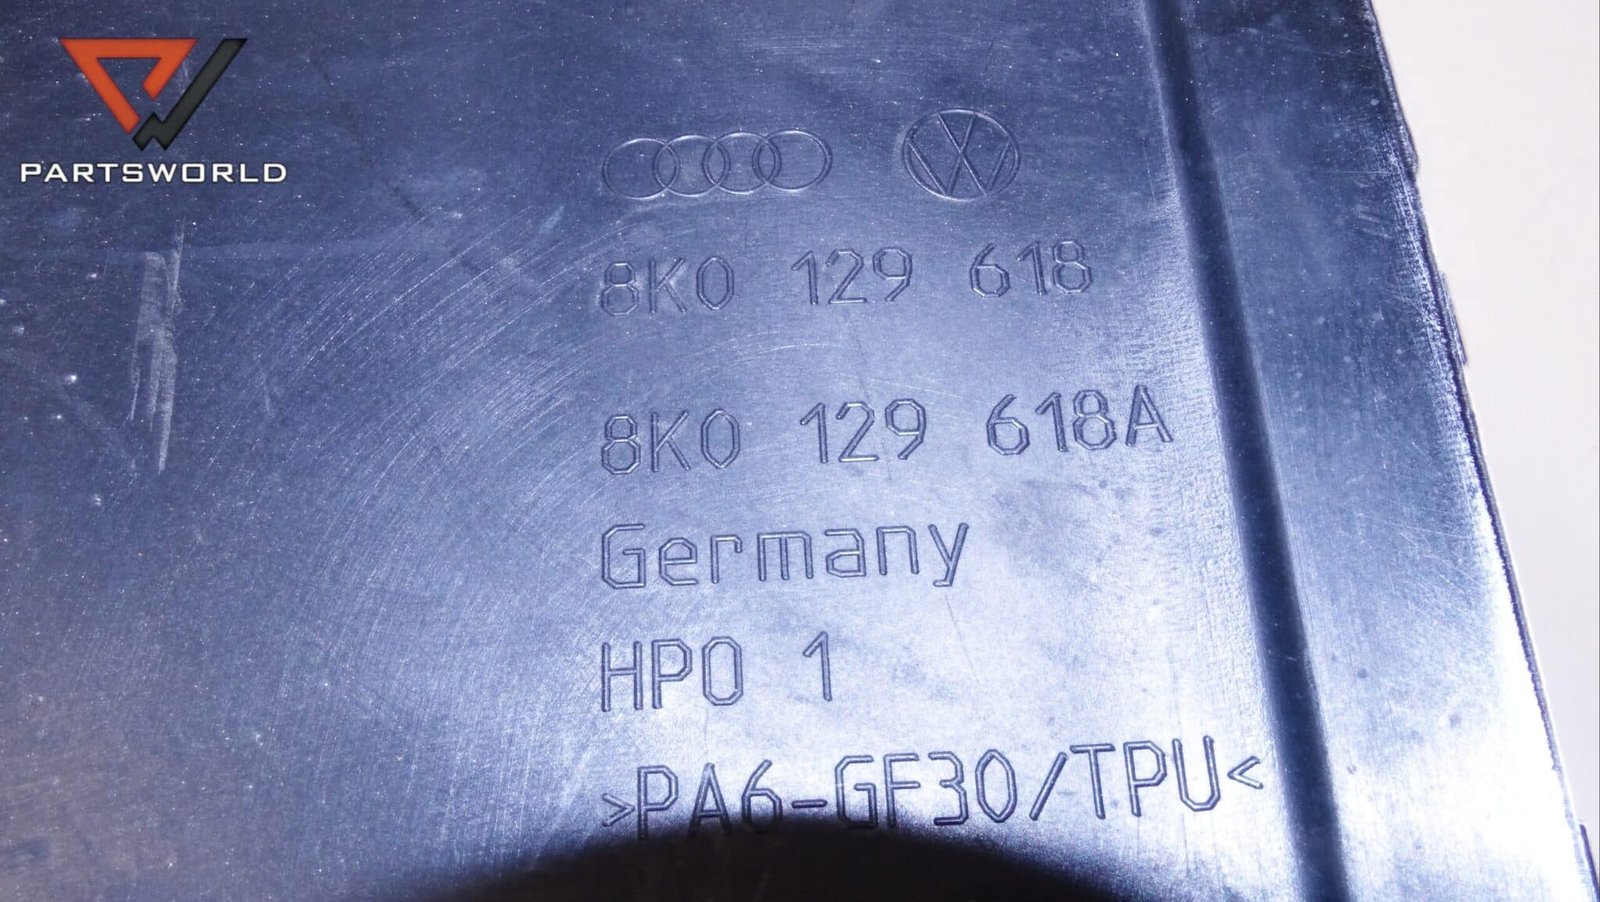 PARTSWORLD
8K0 129 618
8K0 129 618A
Germany
HPO 1
>PA6-GF30/TPU<